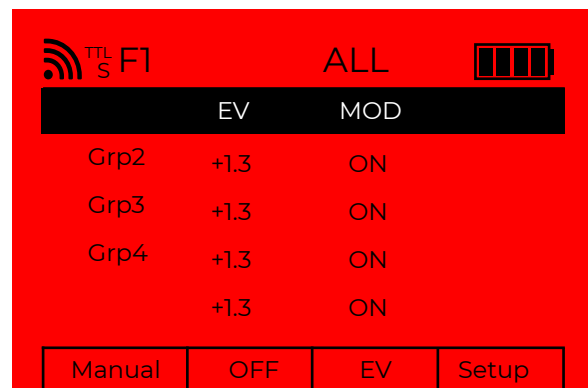 TTL S F1 ALL
EV MOD
Grp2 +1.3 ON
Grp3 +1.3 ON
Grp4 +1.3 ON
+1.3 ON
Manual OFF EV Setup